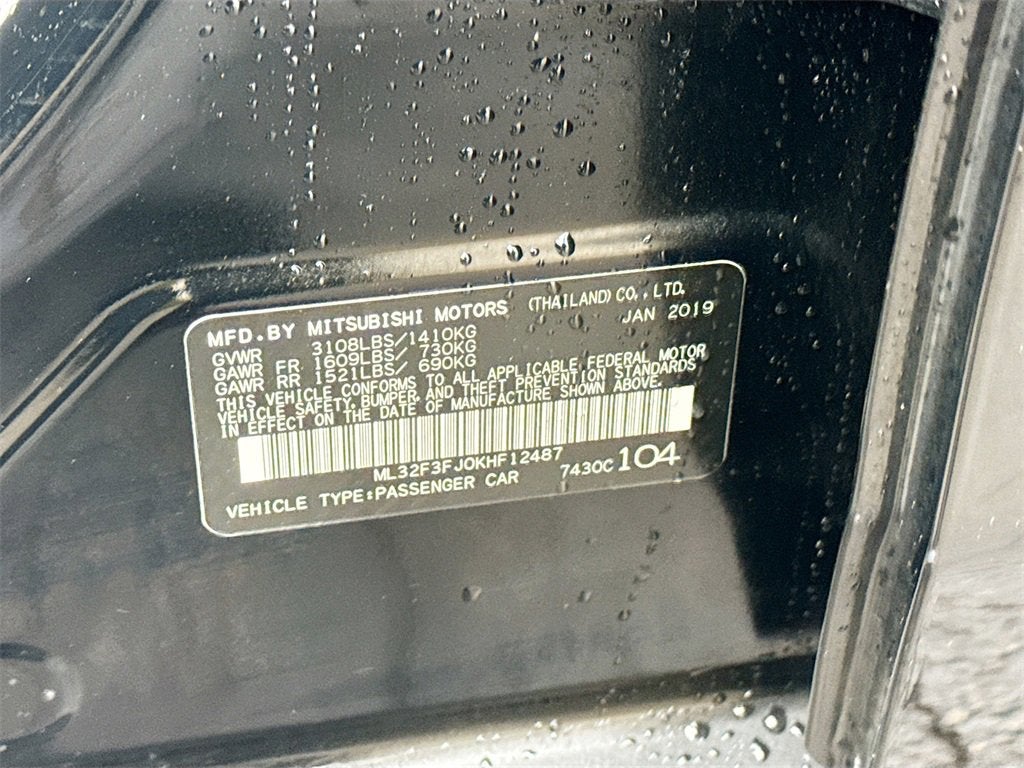 MFD.BY MITSUBISHI MOTORS (THAILAND) CO., LTD.
JAN 2019
GVWR 3108LBS/1410KG
GAWR FR 1609LBS/ 730KG
GAWR RR 1521LBS/ 690KG
THIS VEHICLE CONFORMS TO ALL APPLICABLE FEDERAL MOTOR
VEHICLE SAFETY, BUMPER, AND THEFT PREVENTION STANDARDS
IN EFFECT ON THE DATE OF MANUFACTURE SHOWN ABOVE.
ML32F3FJ0KHF12487
VEHICLE TYPE:PASSENGER CAR 7430C 104